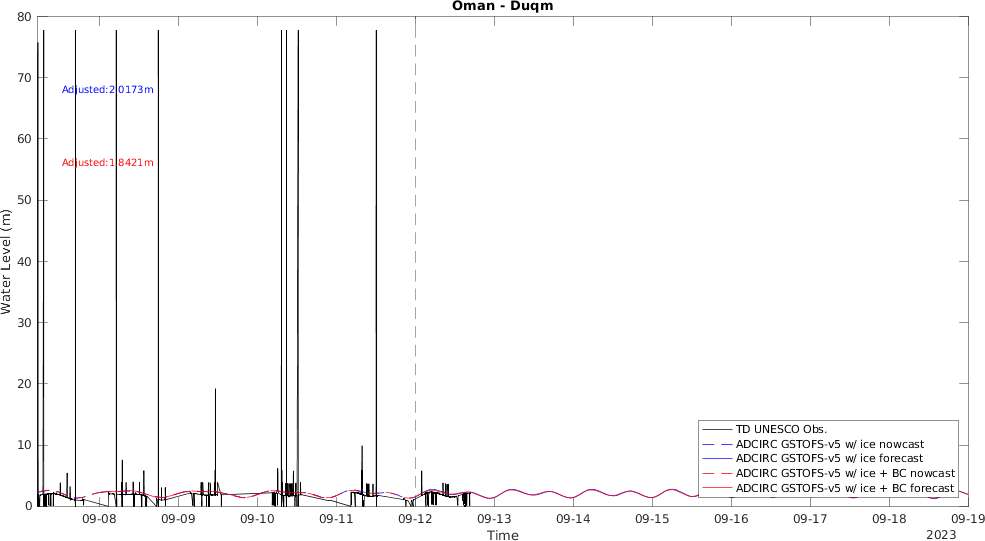 Oman - Duqm
80
70
60
50
40
30
20
10
0
Water Level (m)
Adjusted:2.0173m
Adjusted:1.8421m
TD UNESCO Obs.
ADCIRC GSTOFS-v5 w/ ice nowcast
ADCIRC GSTOFS-v5 w/ ice forecast
ADCIRC GSTOFS-v5 w/ ice + BC nowcast
ADCIRC GSTOFS-v5 w/ ice + BC forecast
09-08 09-09 09-10 09-11 09-12 09-13 09-14 09-15 09-16 09-17 09-18 09-19
Time
2023